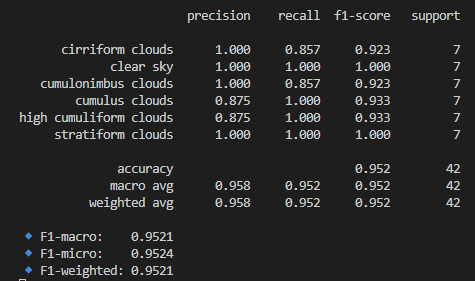 precision recall f1-score support
cirriform clouds 1.000 0.857 0.923 7
clear sky 1.000 1.000 1.000 7
cumulonimbus clouds 1.000 0.857 0.923 7
cumulus clouds 0.875 1.000 0.933 7
high cumuliform clouds 0.875 1.000 0.933 7
stratiform clouds 1.000 1.000 1.000 7
accuracy 0.952 42
macro avg 0.958 0.952 0.952 42
weighted avg 0.958 0.952 0.952 42
🔹 F1-macro: 0.9521
🔹 F1-micro: 0.9524
🔹 F1-weighted: 0.9521